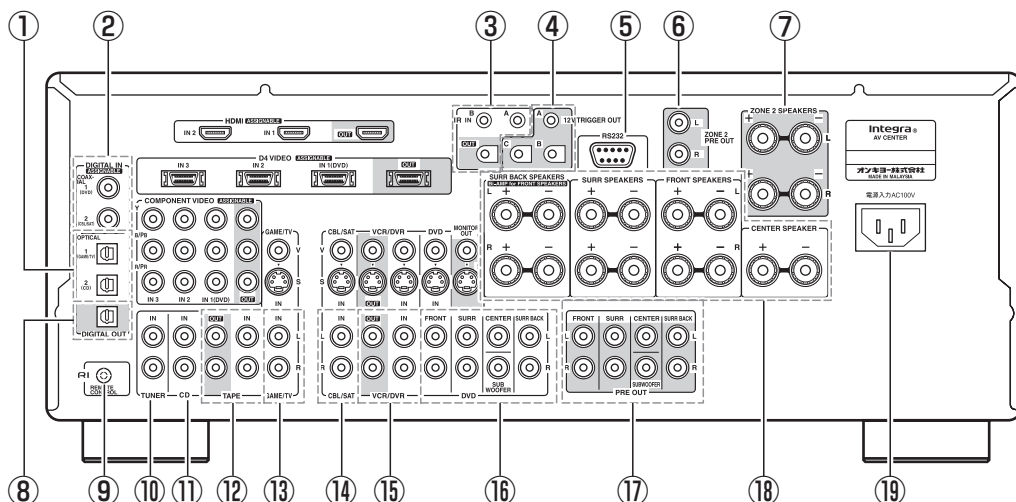 ① ② ③ ④ ⑤ ⑥ ⑦
HDMI ASSIGNABLE
IN 2 IN 1 OUT
IR IN B A
OUT
A 12V TRIGGER OUT
C B
RS232
L
R
ZONE 2
PRE OUT
ZONE 2 SPEAKERS
+ −
L
+ −
R
Integra®
AV CENTER
オンキヨー株式会社
MADE IN MALAYSIA
電源入力AC100V
DIGITAL IN
ASSIGNABLE
COAX-
IAL
1
(DVD)
2
(CBL/SAT)
OPTICAL
1
(GAME/TV)
2
(CD)
DIGITAL OUT
D4 VIDEO ASSIGNABLE
IN 3 IN 2 IN 1(DVD) OUT
COMPONENT VIDEO ASSIGNABLE
B/PB
R/PR
IN 3 IN 2 IN 1(DVD) OUT
GAME/TV
V
S
IN
CBL/SAT VCR/DVR DVD MONITOR
OUT
V
S
IN OUT IN IN
SURR BACK SPEAKERS
BI-AMP for FRONT SPEAKERS
+ −
L
R
+ −
SURR SPEAKERS
+ −
+ −
FRONT SPEAKERS
+ − L
+ − R
CENTER SPEAKER
+ −
RI
REMOTE
CONTROL
IN IN OUT IN IN
L
R
TUNER CD TAPE GAME/TV
IN OUT IN FRONT SURR CENTER SURR BACK
L L
R R
SUB
WOOFER
CBL/SAT VCR/DVR DVD
FRONT SURR CENTER SURR BACK
L L
R R
SUBWOOFER
PRE OUT
⑧ ⑨ ⑩ ⑪ ⑫ ⑬ ⑭ ⑮ ⑯ ⑰ ⑱ ⑲